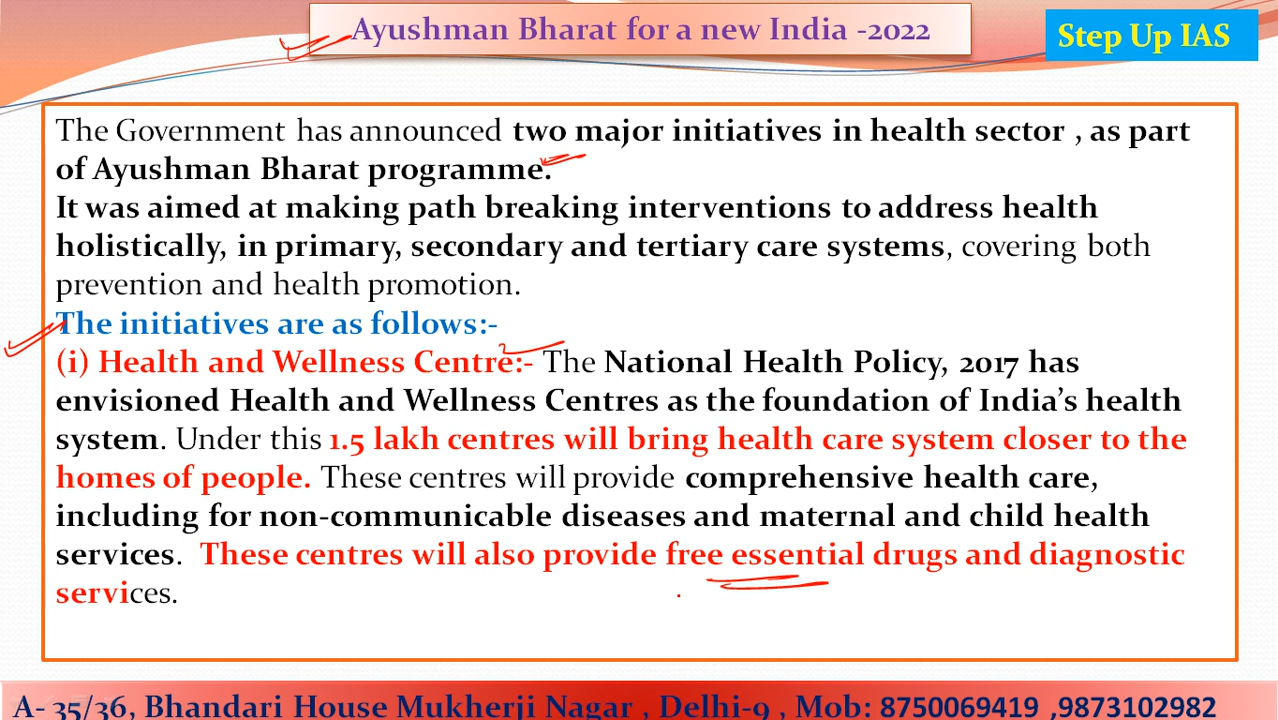 Ayushman Bharat for a new India -2022
Step Up IAS
The Government has announced two major initiatives in health sector , as part
of Ayushman Bharat programme.
It was aimed at making path breaking interventions to address health
holistically, in primary, secondary and tertiary care systems, covering both
prevention and health promotion.
The initiatives are as follows:-
(i) Health and Wellness Centre:- The National Health Policy, 2017 has
envisioned Health and Wellness Centres as the foundation of India’s health
system. Under this 1.5 lakh centres will bring health care system closer to the
homes of people. These centres will provide comprehensive health care,
including for non-communicable diseases and maternal and child health
services. These centres will also provide free essential drugs and diagnostic
services.
A- 35/36, Bhandari House Mukherji Nagar , Delhi-9 , Mob: 8750069419 ,9873102982